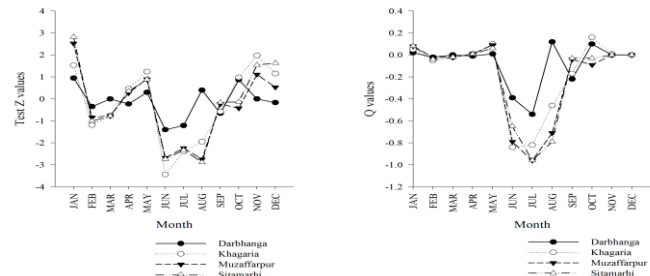 4
3
2
1
0
-1
-2
-3
-4
Test Z values
JAN
FEB
MAR
APR
MAY
JUN
JUL
AUG
SEP
OCT
NOV
DEC
Month
Darbhanga
Khagaria
Muzaffarpur
Sitamarhi
0.4
0.2
0.0
-0.2
-0.4
-0.6
-0.8
-1.0
-1.2
Q values
JAN
FEB
MAR
APR
MAY
JUN
JUL
AUG
SEP
OCT
NOV
DEC
Month
Darbhanga
Khagaria
Muzaffarpur
Sitamarhi